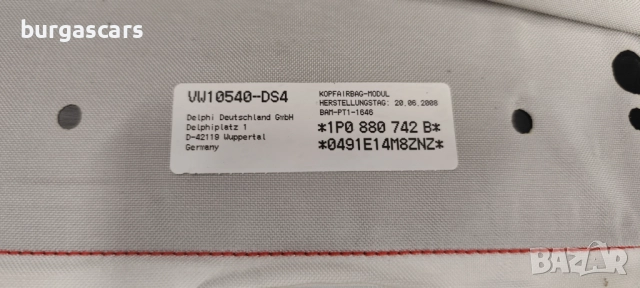 burgascars
VW10540-DS4
Delphi Deutschland GmbH
Delphiplatz 1
D-42119 Wuppertal
Germany
KOPFAIRBAG-MODUL
HERSTELLUNGSTAG: 20.06.2008
BAM-PT1-1646
*1P0 880 742 B*
*0491E14M8ZNZ*
BAZAR